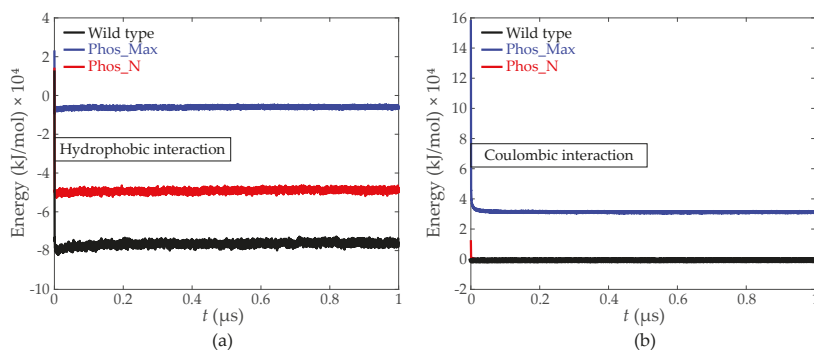 4
2
0
-2
-4
-6
-8
-10
Energy (kJ/mol) × 10⁴
Wild type
Phos_Max
Phos_N
Hydrophobic interaction
0 0.2 0.4 0.6 0.8 1
t (µs)
(a)
16
14
12
10
8
6
4
2
0
-2
Energy (kJ/mol) × 10⁴
Wild type
Phos_Max
Phos_N
Coulombic interaction
0 0.2 0.4 0.6 0.8 1
t (µs)
(b)